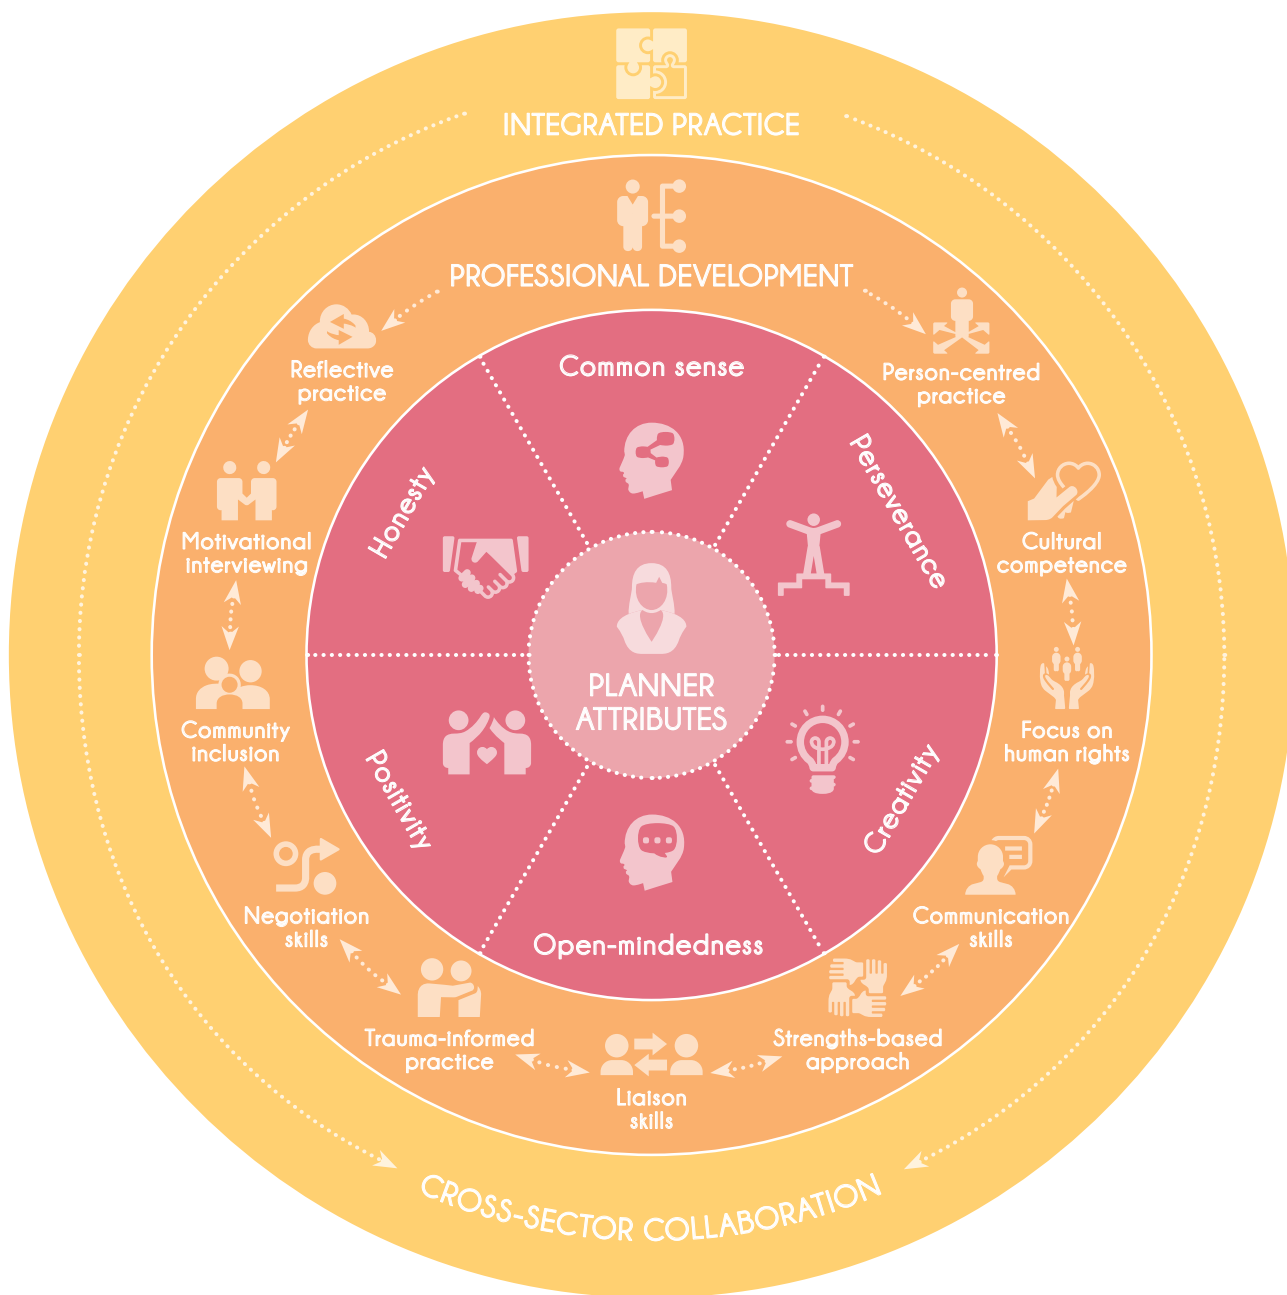 INTEGRATED PRACTICE
PROFESSIONAL DEVELOPMENT
Reflective
practice
Person-centred
practice
Common sense
Honesty
Perseverance
Motivational
interviewing
Cultural
competence
PLANNER
ATTRIBUTES
Community
inclusion
Focus on
human rights
Positivity
Creativity
Negotiation
skills
Communication
skills
Open-mindedness
Trauma-informed
practice
Strengths-based
approach
Liaison
skills
CROSS-SECTOR COLLABORATION